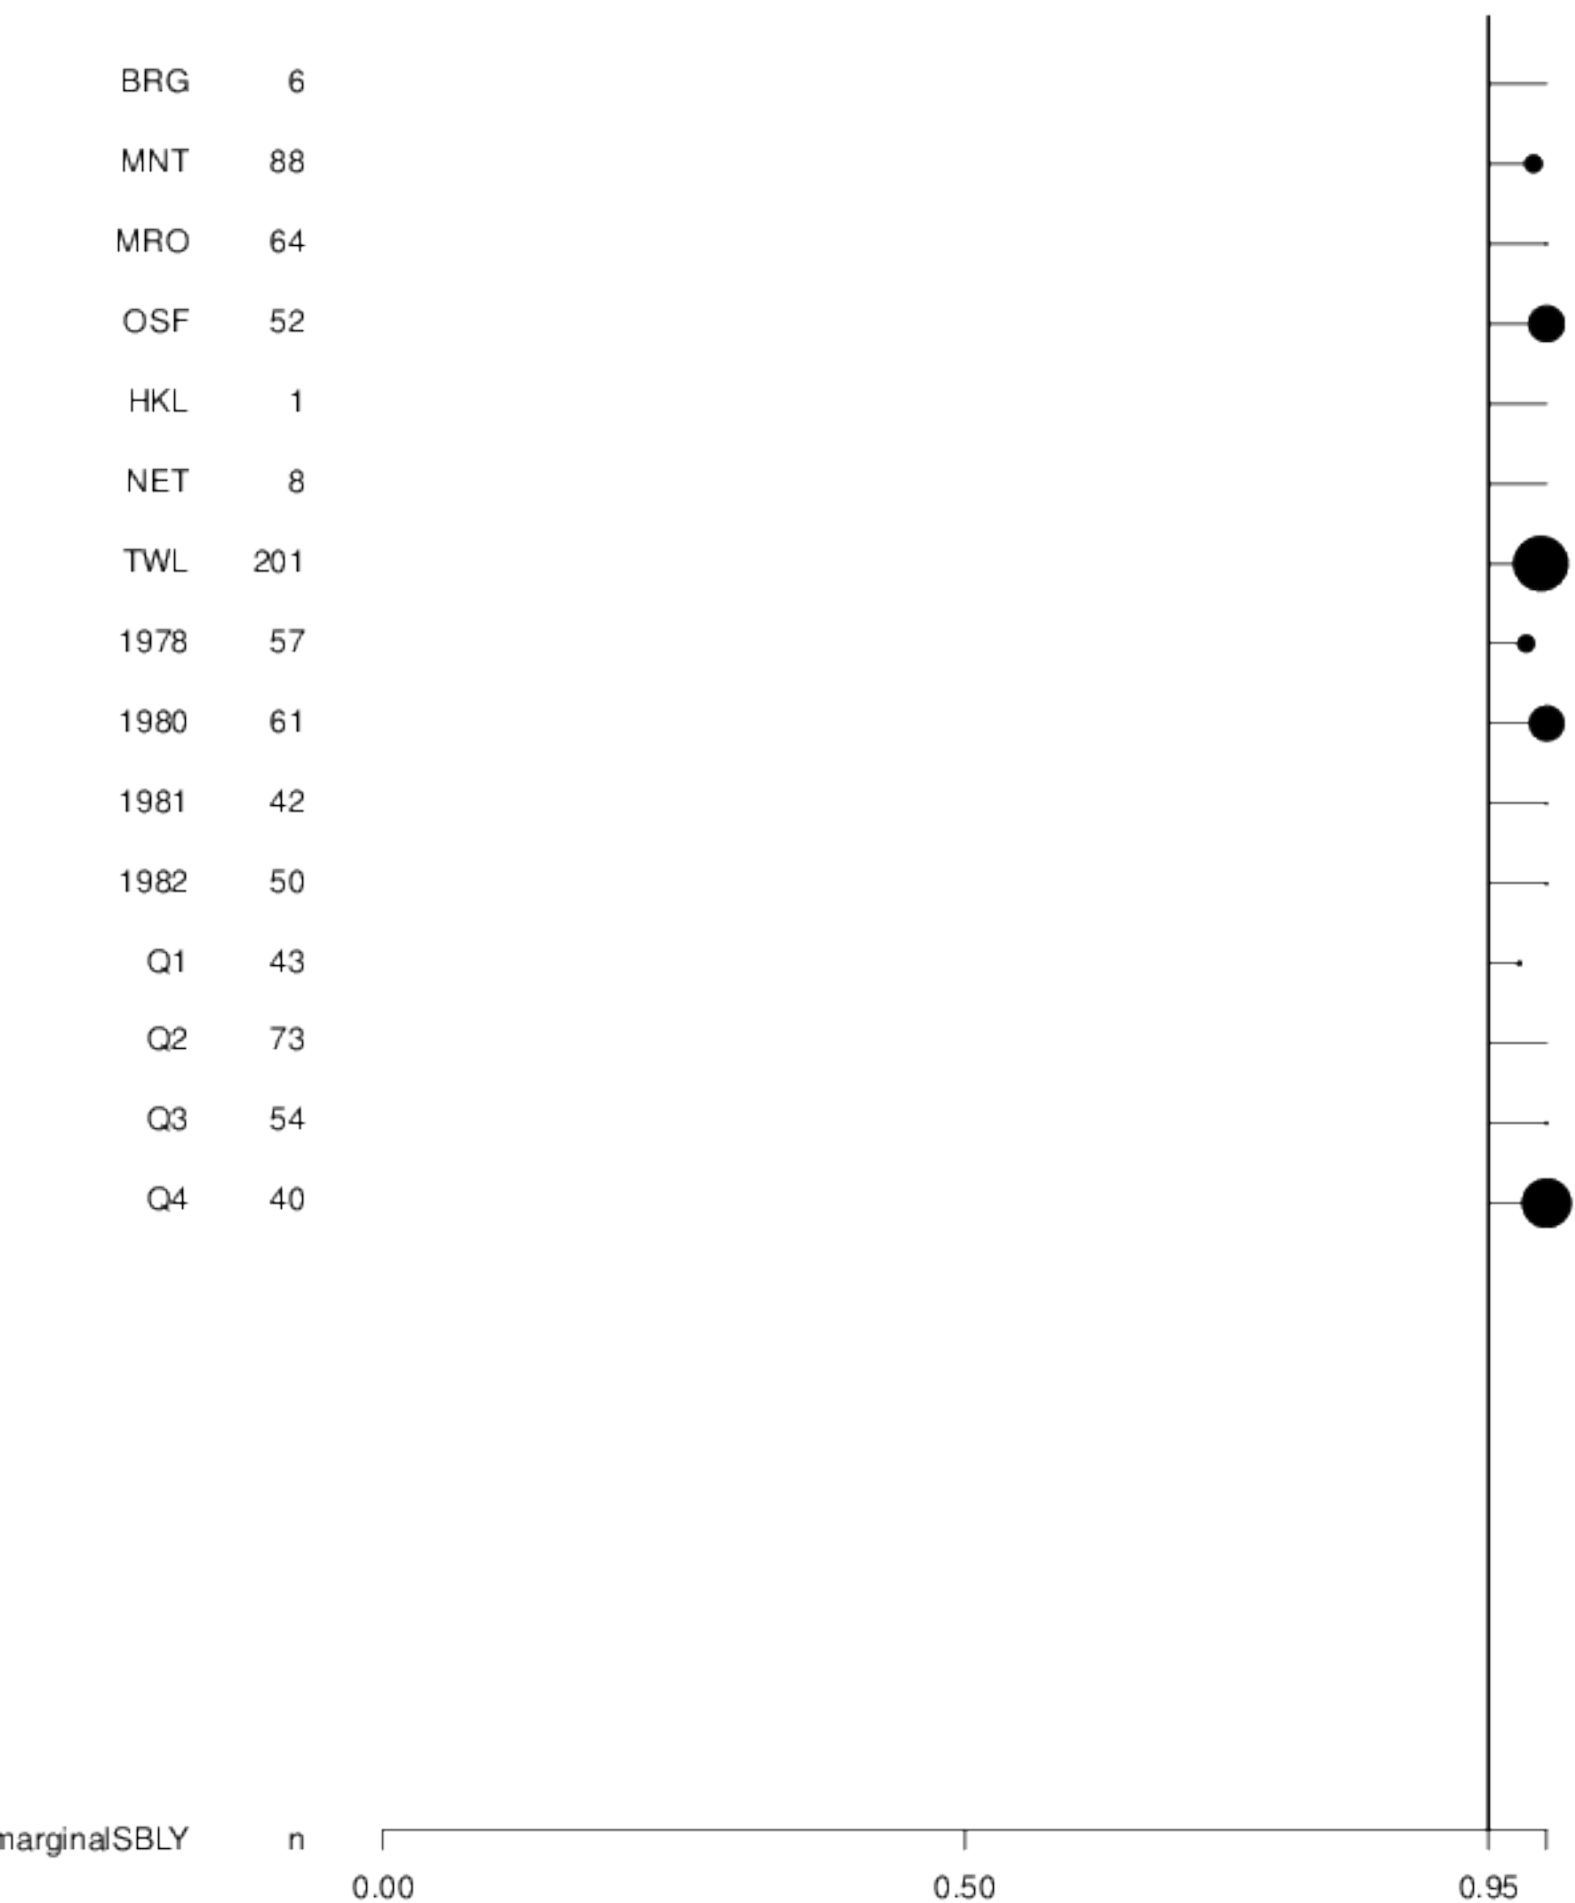 BRG 6
MNT 88
MRO 64
OSF 52
HKL 1
NET 8
TWL 201
1978 57
1980 61
1981 42
1982 50
Q1 43
Q2 73
Q3 54
Q4 40
marginalSBLY n
0.00 0.50 0.95